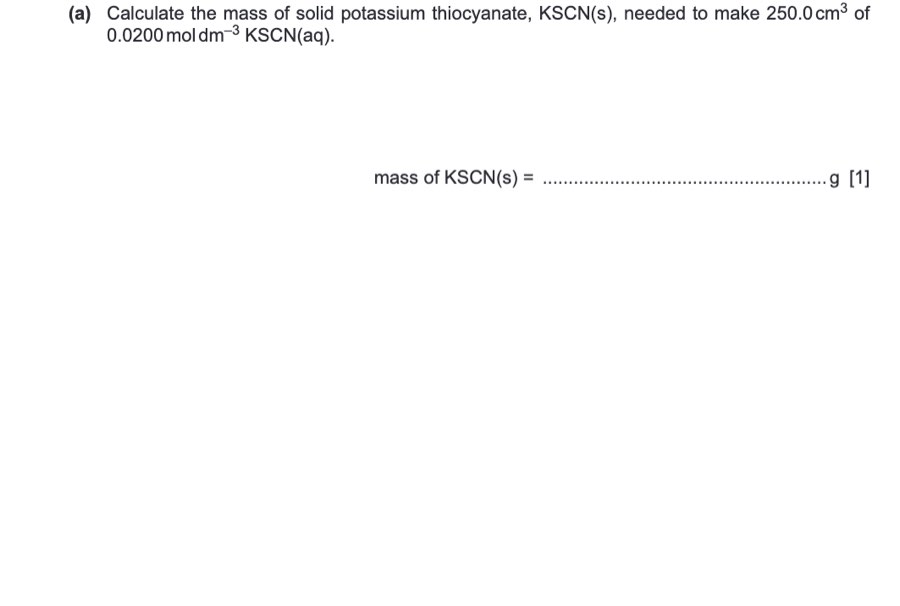 (a) Calculate the mass of solid potassium thiocyanate, KSCN(s), needed to make 250.0 cm³ of
0.0200 mol dm⁻³ KSCN(aq).
mass of KSCN(s) = ........................................................ g [1]